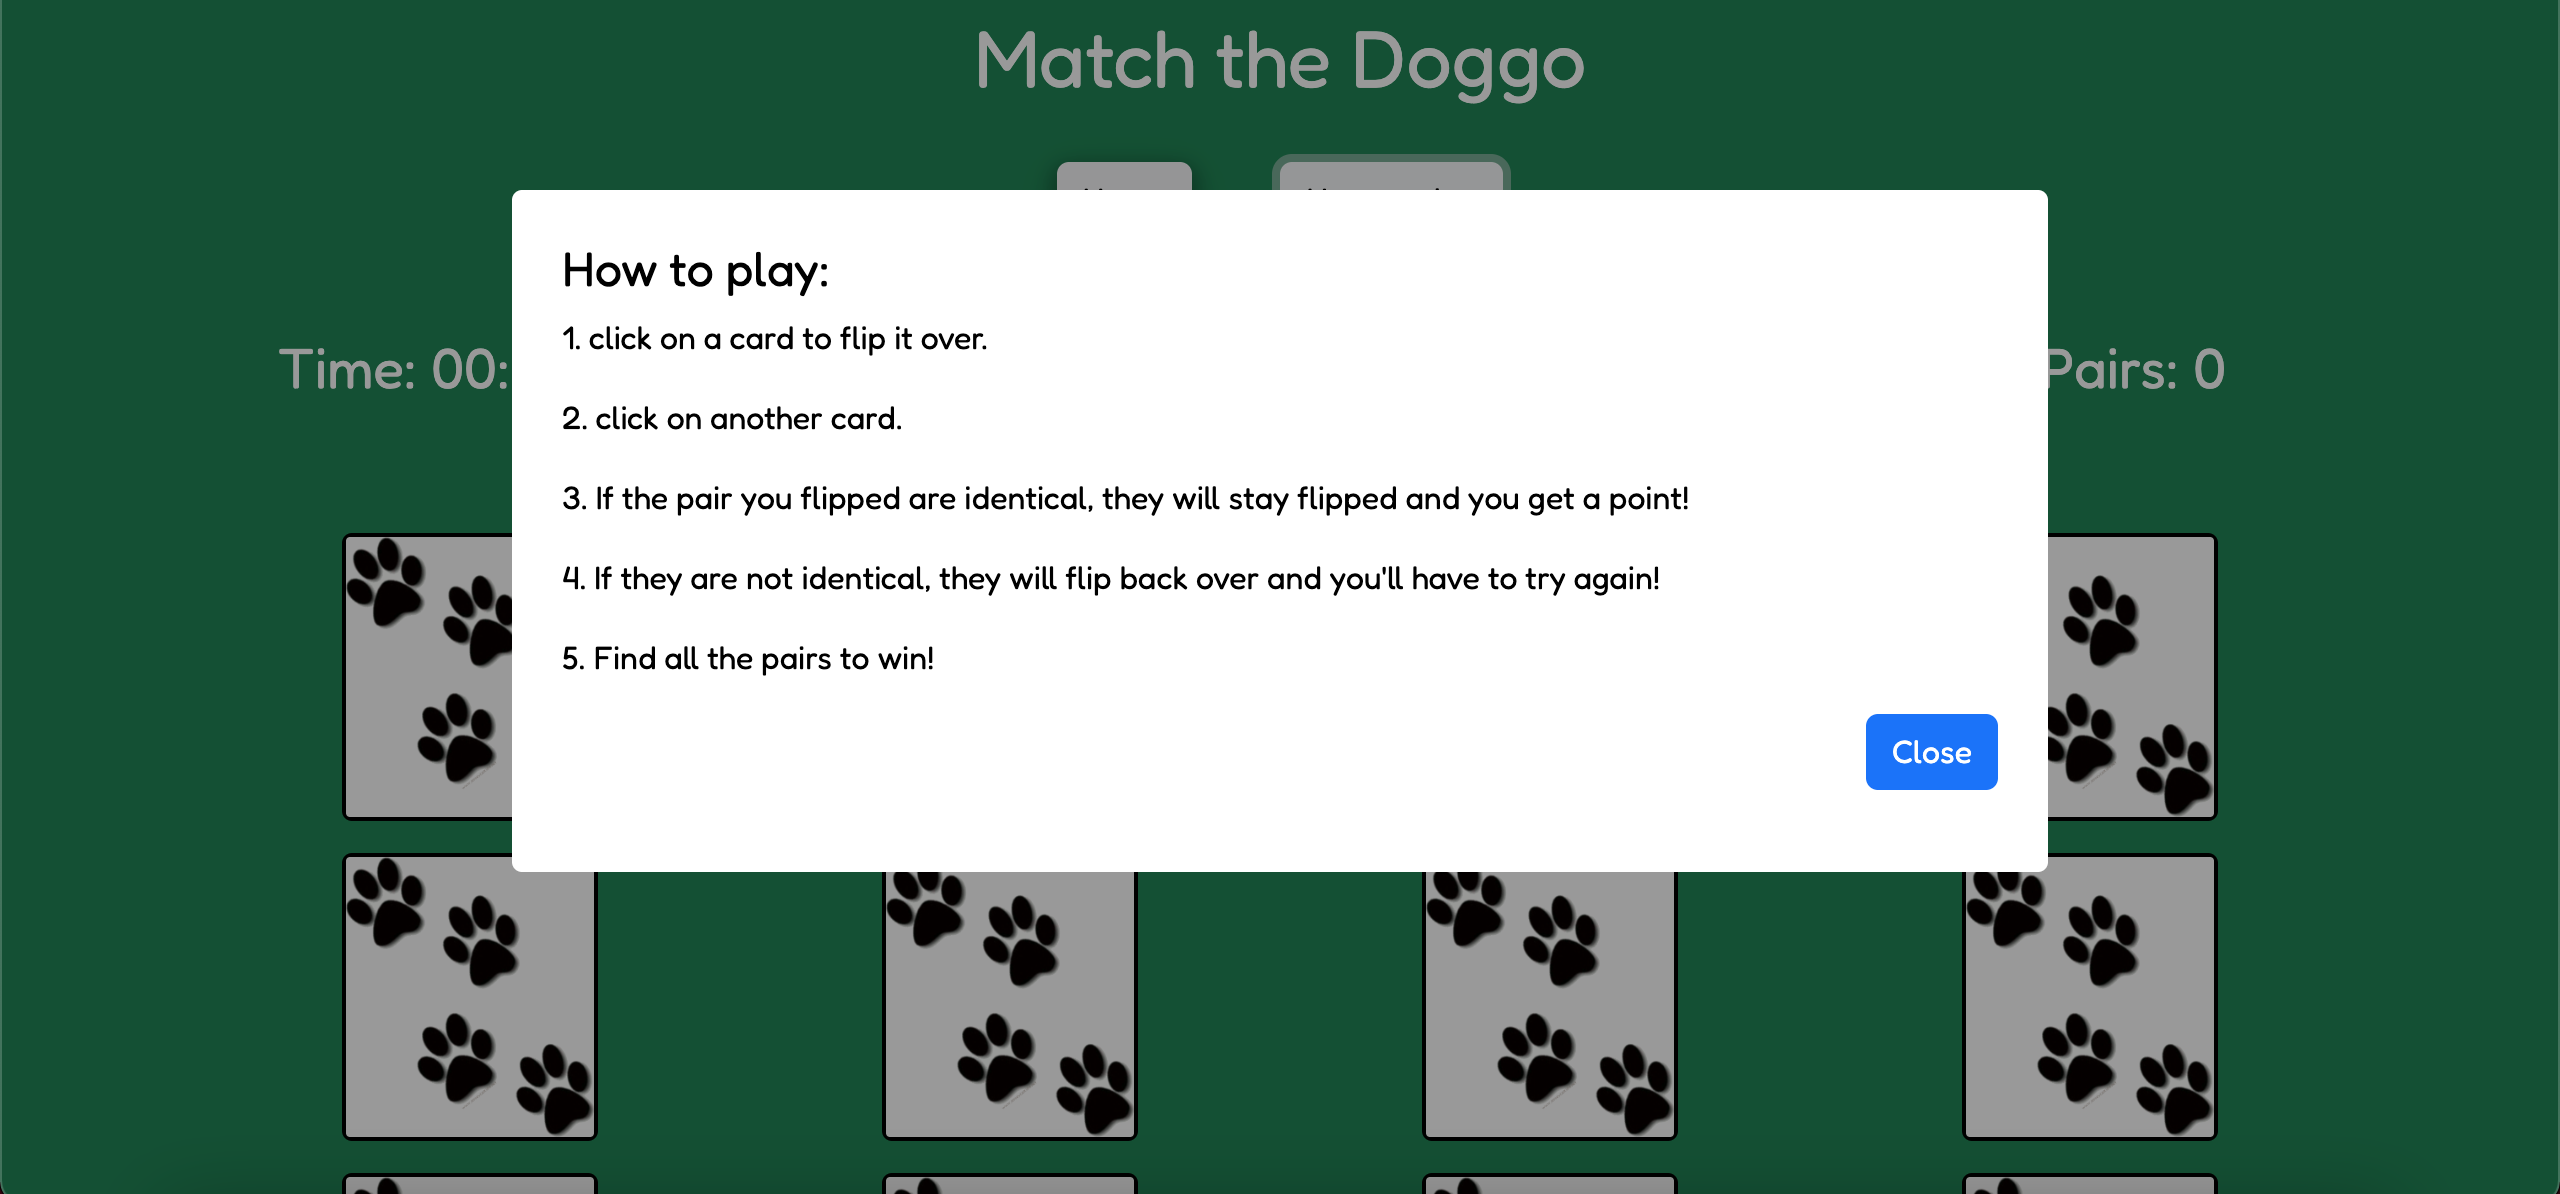 Match the Doggo
How to play:
1. click on a card to flip it over.
Time: 00:
Pairs: 0
2. click on another card.
3. If the pair you flipped are identical, they will stay flipped and you get a point!
4. If they are not identical, they will flip back over and you'll have to try again!
5. Find all the pairs to win!
Close